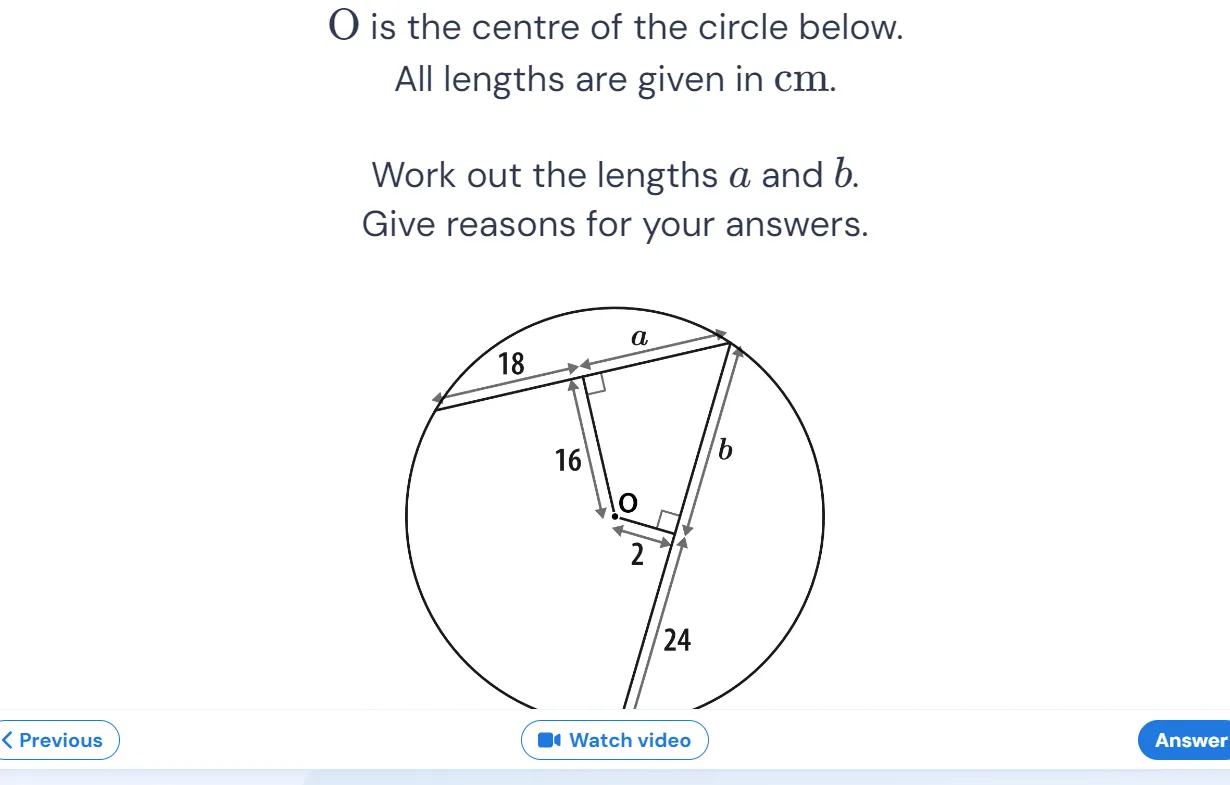 O is the centre of the circle below.
All lengths are given in cm.
Work out the lengths a and b.
Give reasons for your answers.
a
18
b
16
O
2
24
Previous
Watch video
Answer